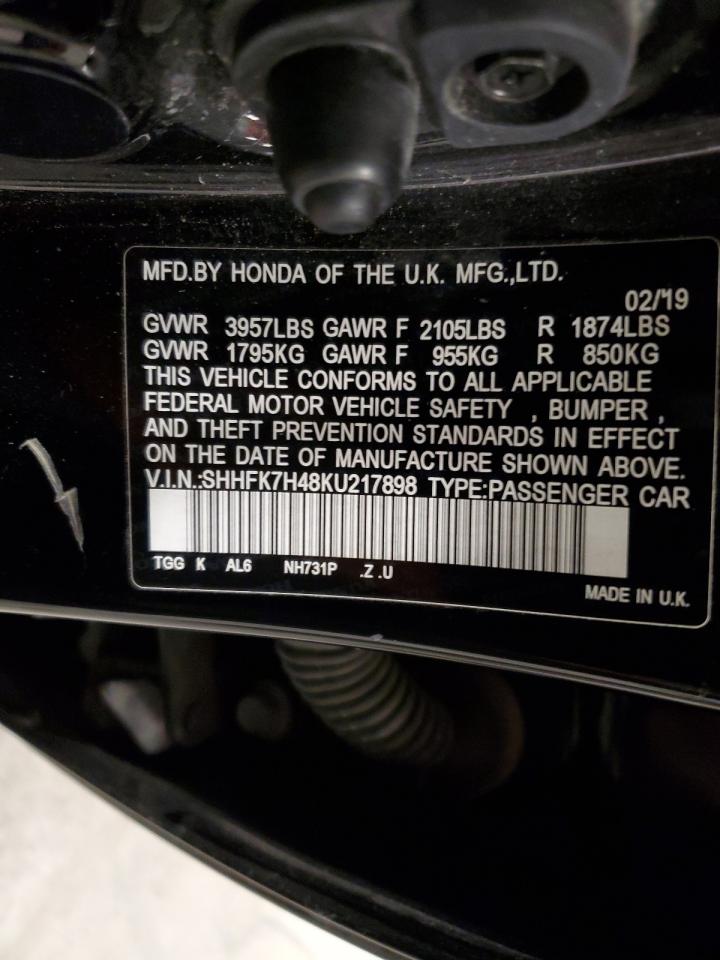 MFD.BY HONDA OF THE U.K. MFG.,LTD.
02/'19
GVWR 3957LBS GAWR F 2105LBS R 1874LBS
GVWR 1795KG GAWR F 955KG R 850KG
THIS VEHICLE CONFORMS TO ALL APPLICABLE
FEDERAL MOTOR VEHICLE SAFETY , BUMPER ,
AND THEFT PREVENTION STANDARDS IN EFFECT
ON THE DATE OF MANUFACTURE SHOWN ABOVE.
V.I.N.:SHHFK7H48KU217898 TYPE:PASSENGER CAR
TGG K AL6 NH731P .Z .U
MADE IN U.K.